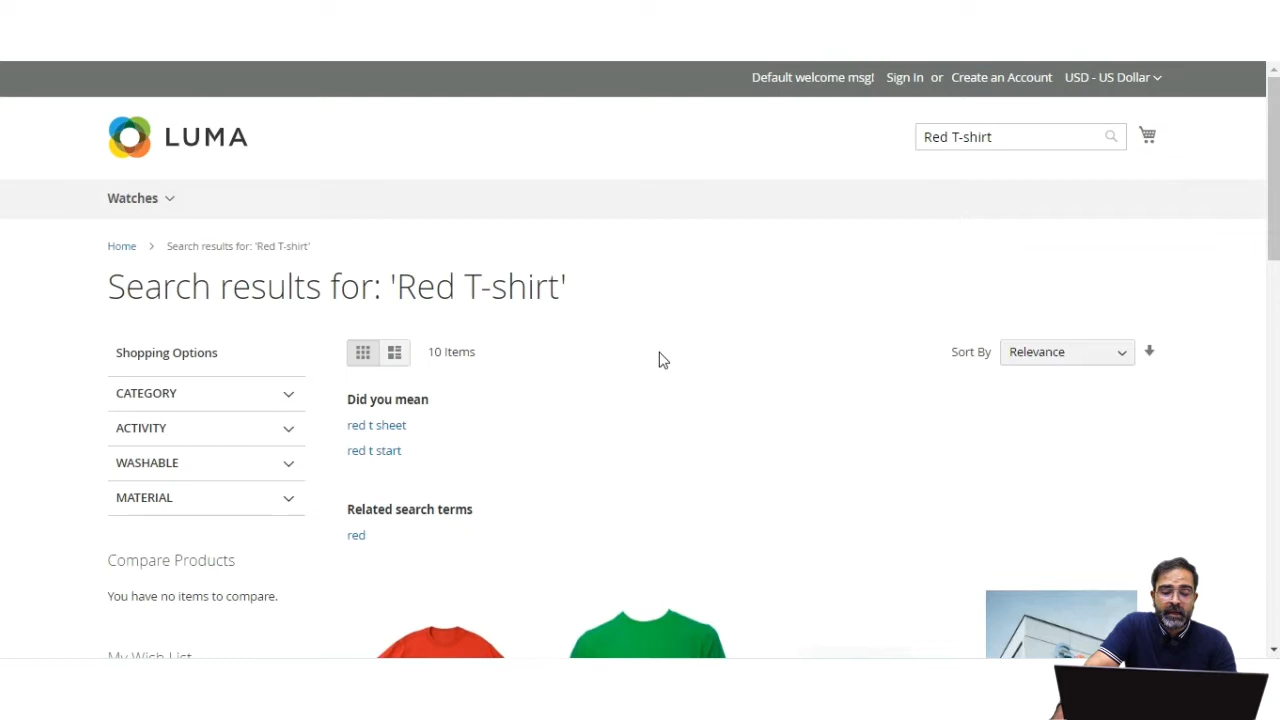 Default welcome msg! Sign In or Create an Account USD - US Dollar
LUMA
Red T-shirt
Watches
Home > Search results for: 'Red T-shirt'
Search results for: 'Red T-shirt'
Shopping Options
10 Items
Sort By Relevance
CATEGORY
ACTIVITY
WASHABLE
MATERIAL
Did you mean
red t sheet
red t start
Related search terms
red
Compare Products
You have no items to compare.
My Wish List